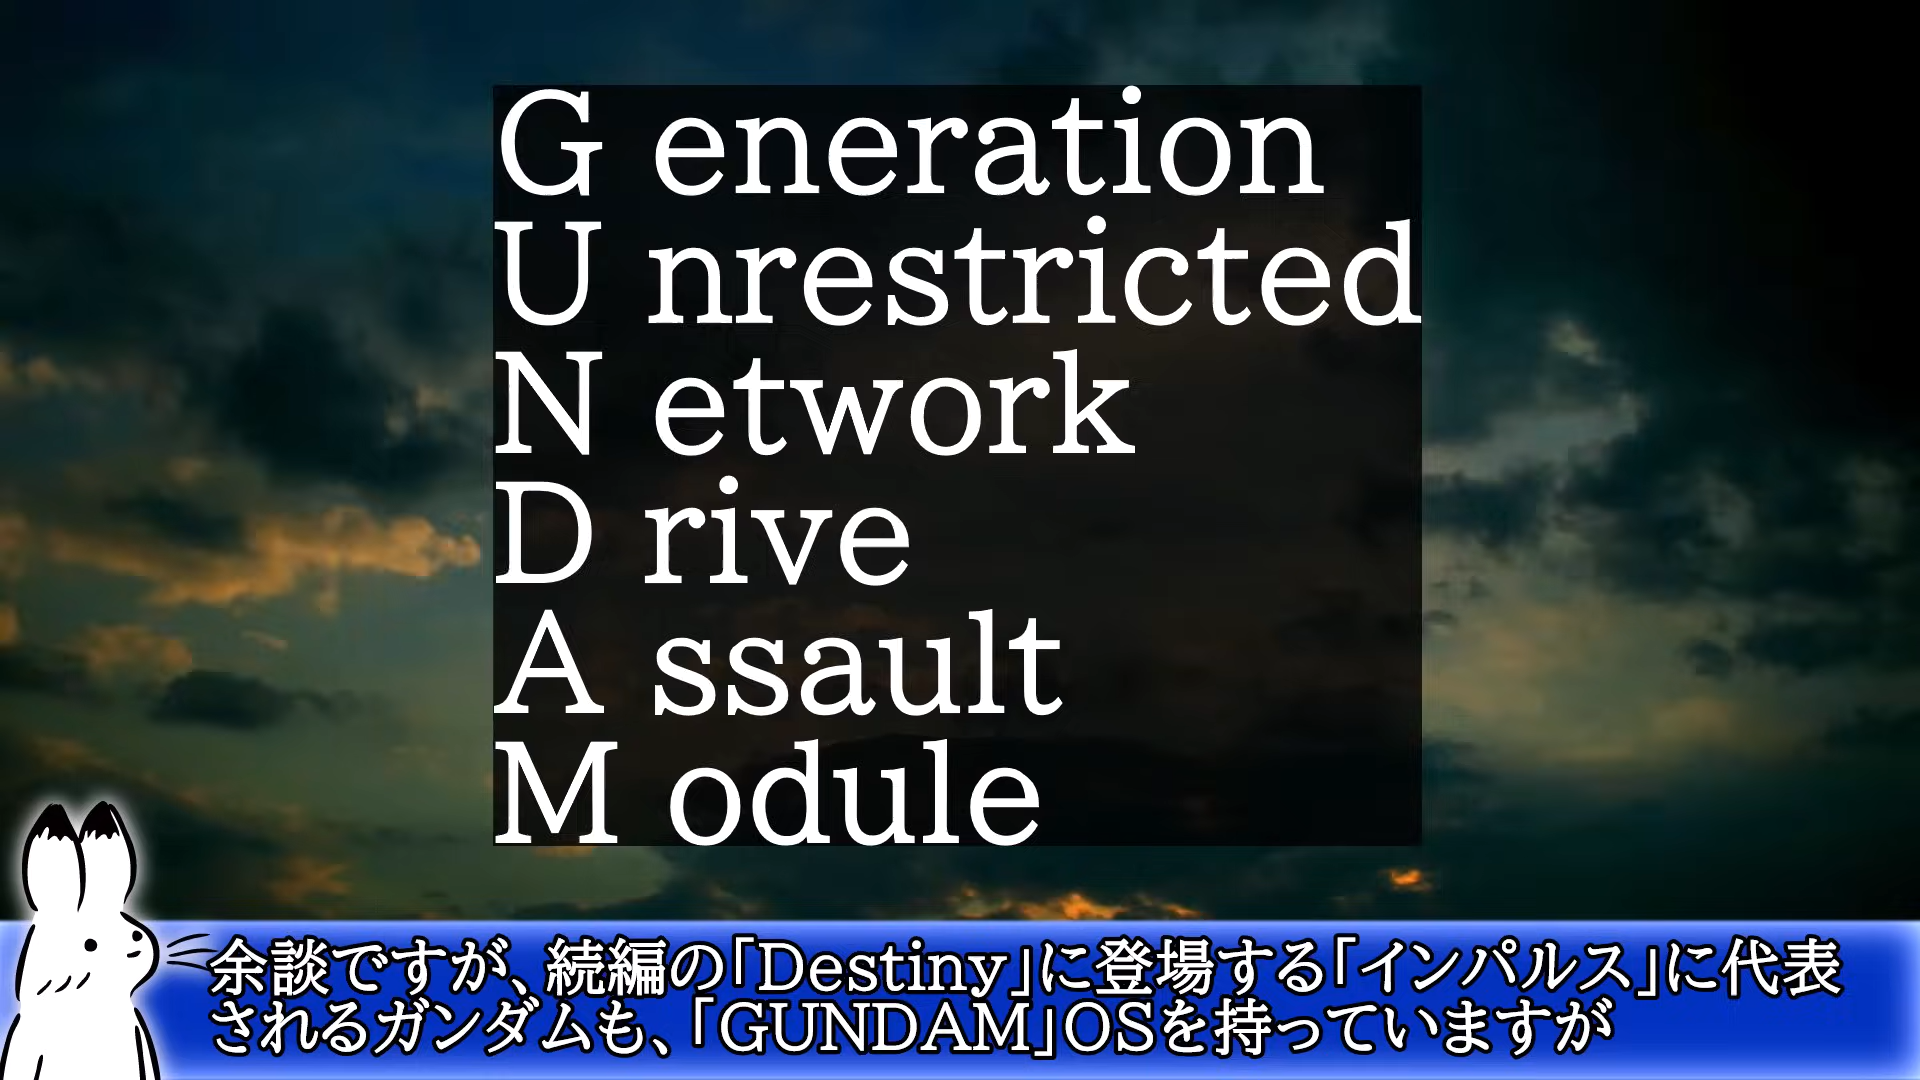 G eneration
U nrestricted
N etwork
D rive
A ssault
M odule
余談ですが、続編の「Destiny」に登場する「インパルス」に代表
されるガンダムも、「GUNDAM」OSを持っていますが